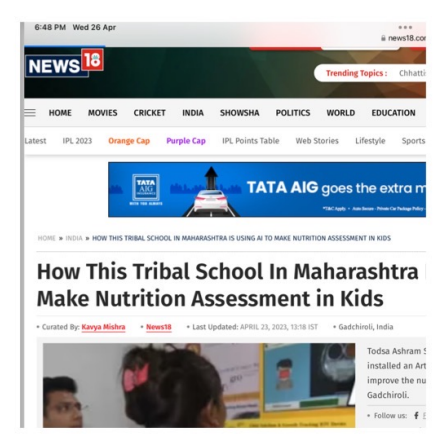 6:48 PM Wed 26 Apr
news18.com
NEWS 18
Trending Topics : Chhatti
HOME MOVIES CRICKET INDIA SHOWSHA POLITICS WORLD EDUCATION
Latest IPL 2023 Orange Cap Purple Cap IPL Points Table Web Stories Lifestyle Sports
TATA AIG
TATA AIG goes the extra m
HOME » INDIA » HOW THIS TRIBAL SCHOOL IN MAHARASHTRA IS USING AI TO MAKE NUTRITION ASSESSMENT IN KIDS
How This Tribal School In Maharashtra
Make Nutrition Assessment in Kids
• Curated By: Kavya Mishra • News18 • Last Updated: APRIL 23, 2023, 13:18 IST • Gadchiroli, India
Todsa Ashram S
installed an Art
improve the nu
Gadchiroli.
• Follow us: